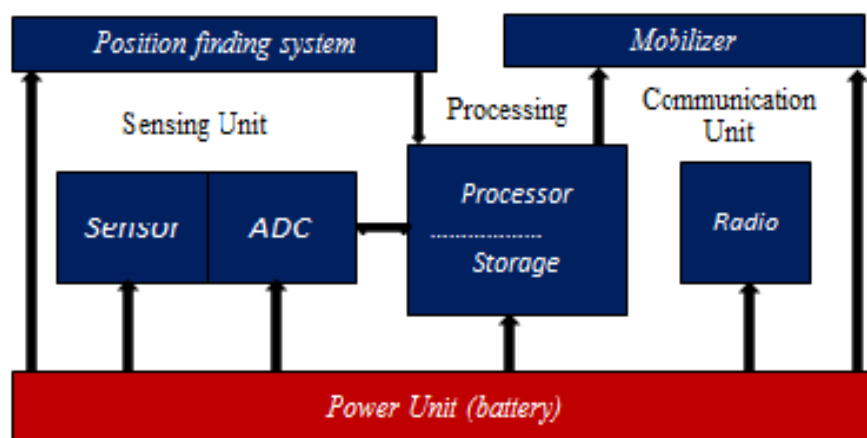 Position finding system
Mobilizer
Sensing Unit
Processing
Communication
Unit
Sensor
ADC
Processor
....................
Storage
Radio
Power Unit (battery)